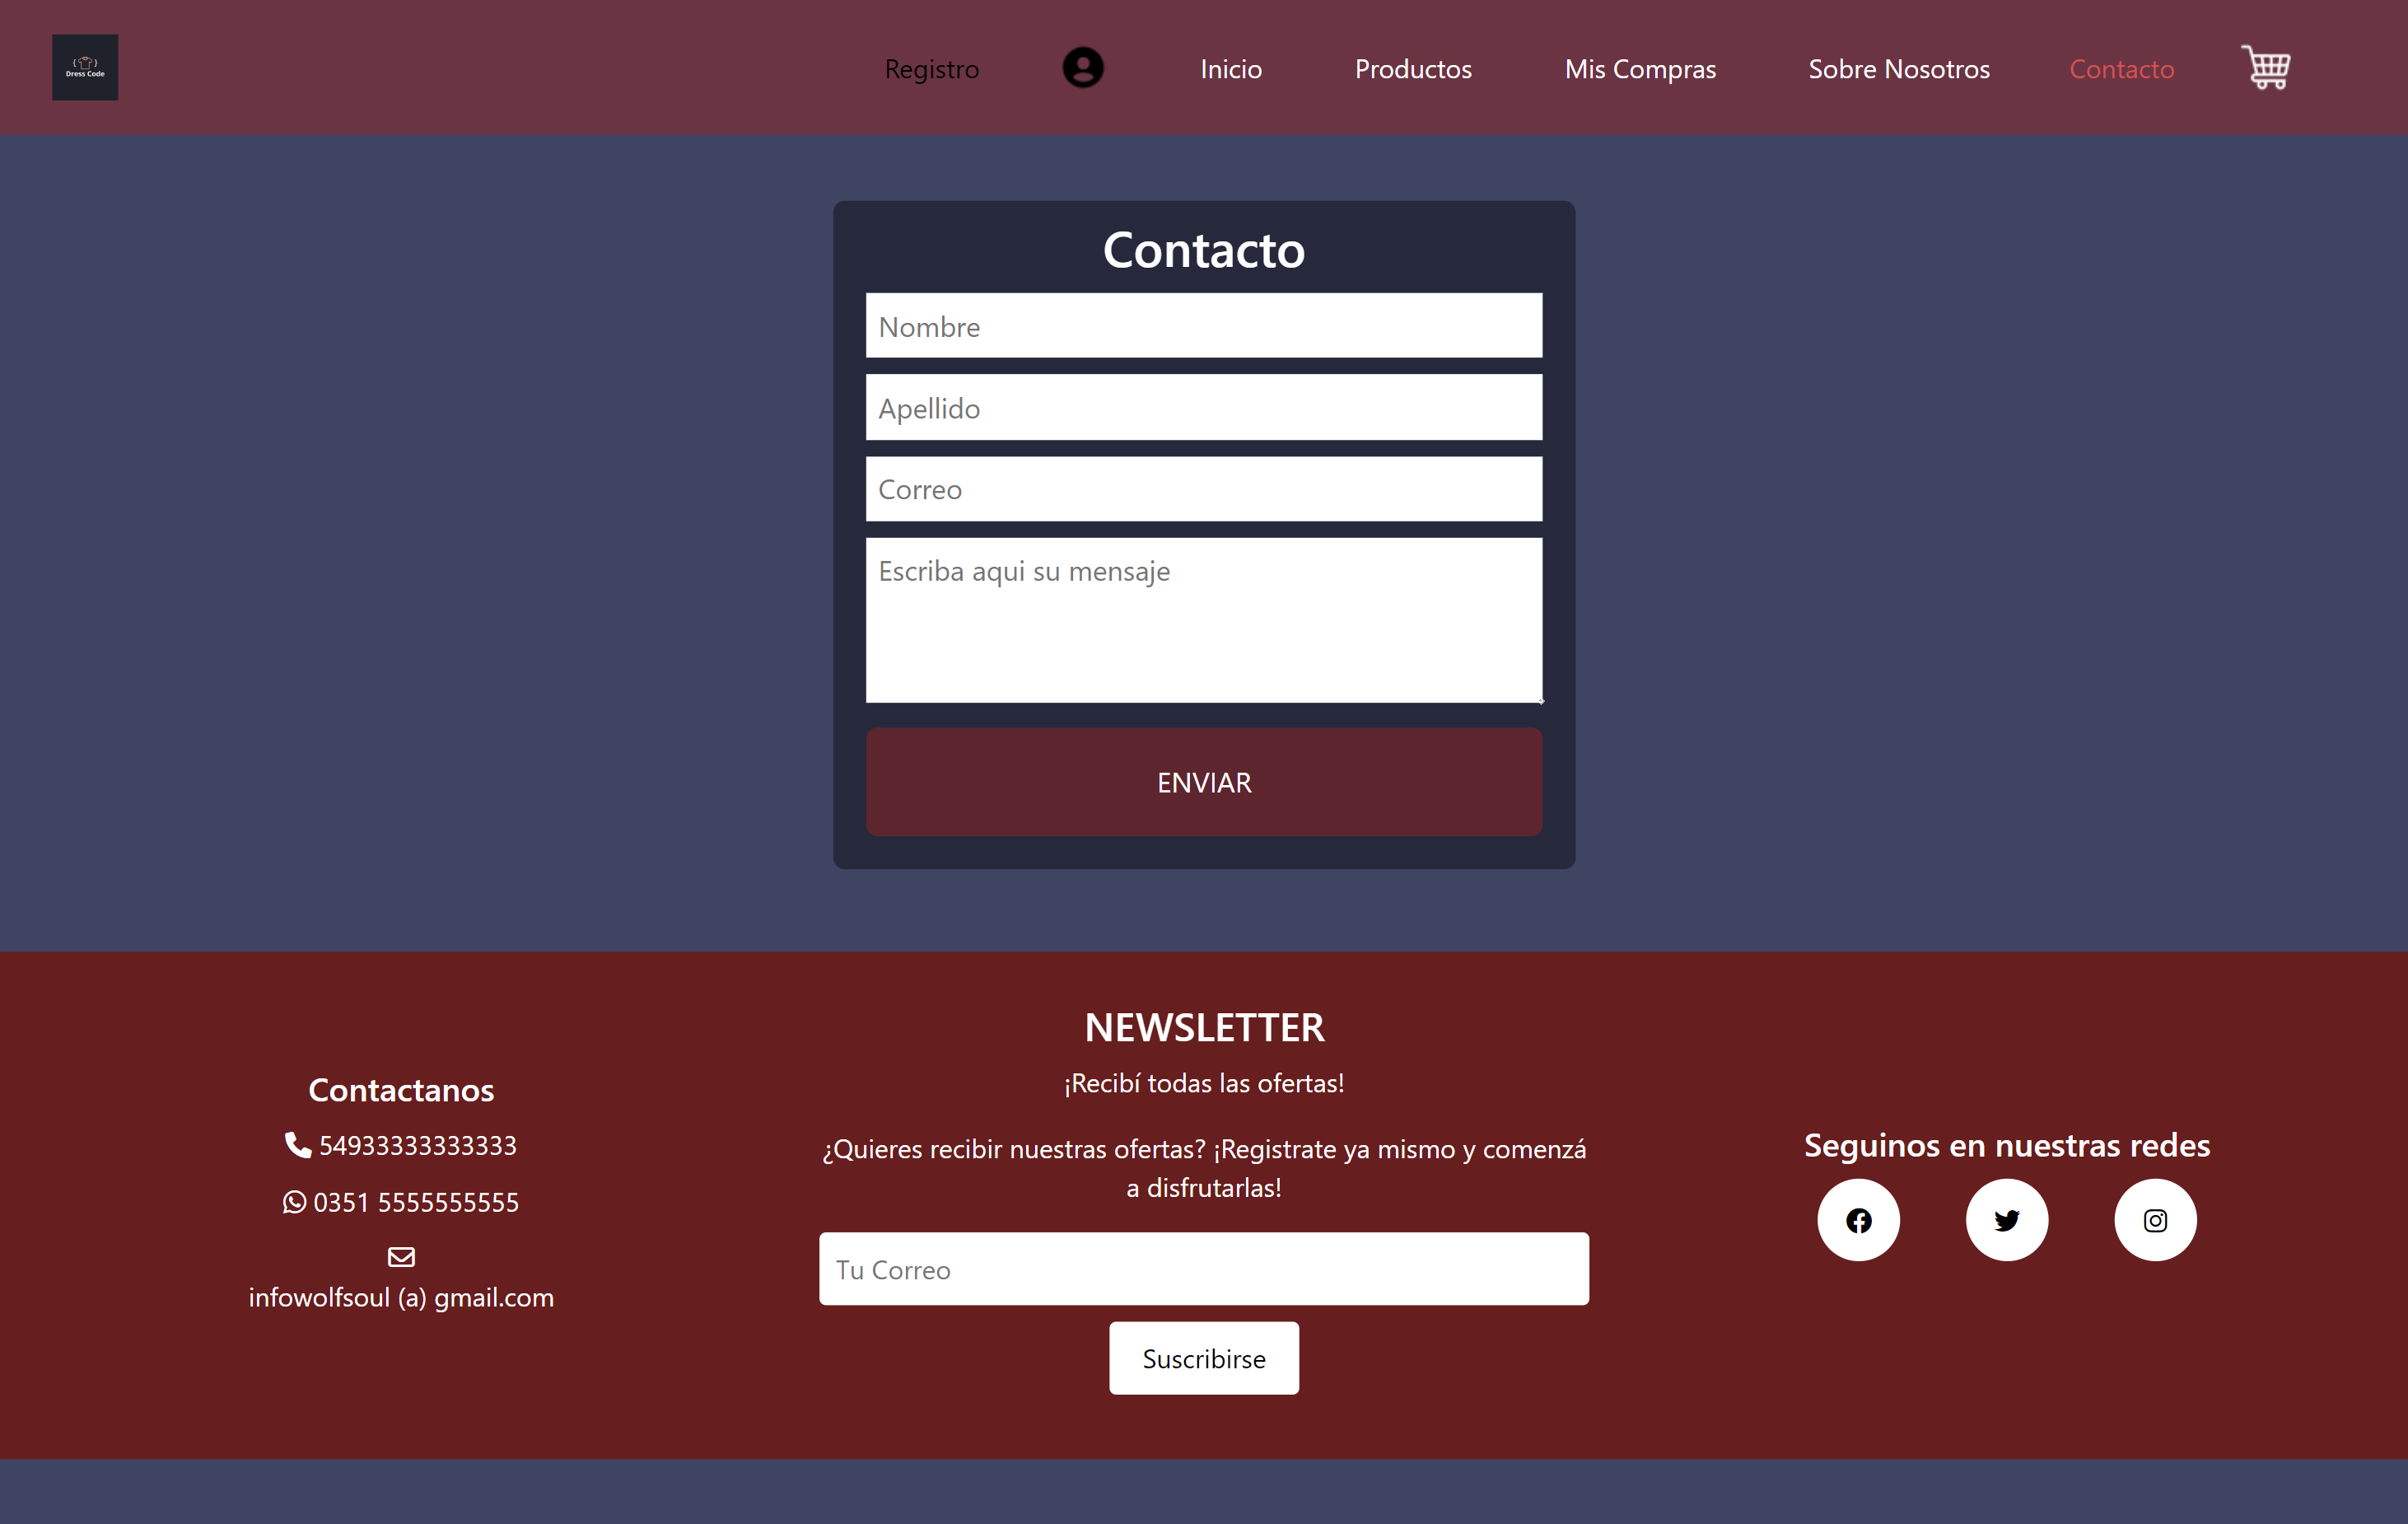 { }
Dress Code
Registro
Inicio
Productos
Mis Compras
Sobre Nosotros
Contacto
Contacto
Nombre
Apellido
Correo
Escriba aqui su mensaje
ENVIAR
Contactanos
54933333333333
0351 5555555555
infowolfsoul (a) gmail.com
NEWSLETTER
¡Recibí todas las ofertas!
¿Quieres recibir nuestras ofertas? ¡Registrate ya mismo y comenzá
a disfrutarlas!
Tu Correo
Suscribirse
Seguinos en nuestras redes